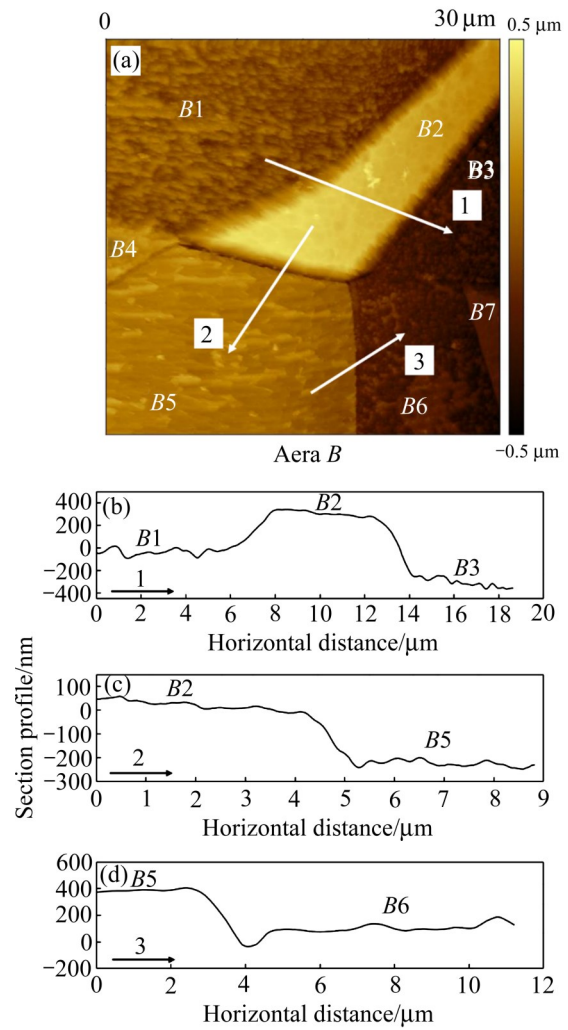 0 30 μm 0.5 μm
(a)
B1
B2
B3
1
B4
B7
2
3
B5
B6
Aera B
−0.5 μm
Section profile/nm
400
200
0
−200
−400
(b)
B1
B2
B3
1
0 2 4 6 8 10 12 14 16 18 20
Horizontal distance/μm
100
0
−100
−200
−300
(c)
B2
B5
2
0 1 2 3 4 5 6 7 8 9
Horizontal distance/μm
600
400
200
0
−200
(d)
B5
B6
3
0 2 4 6 8 10 12
Horizontal distance/μm